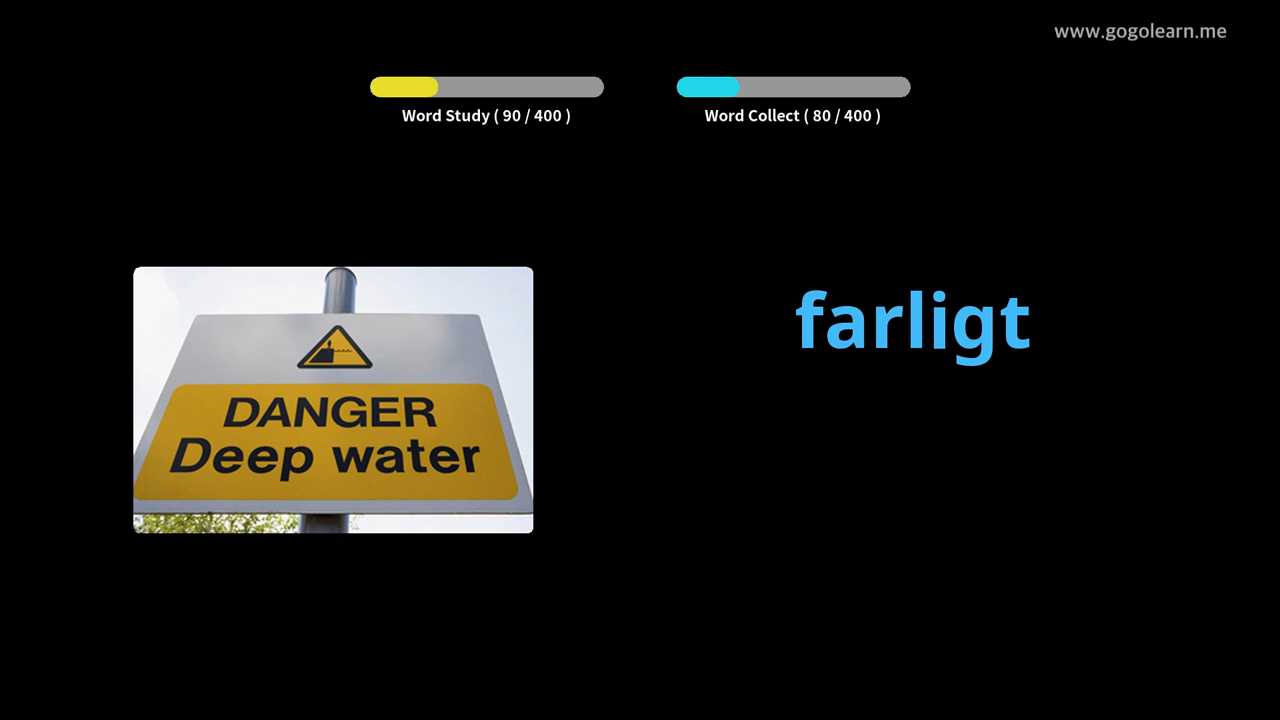 www.gogolearn.me
Word Study ( 90 / 400 )
Word Collect ( 80 / 400 )
DANGER
Deep water
farligt